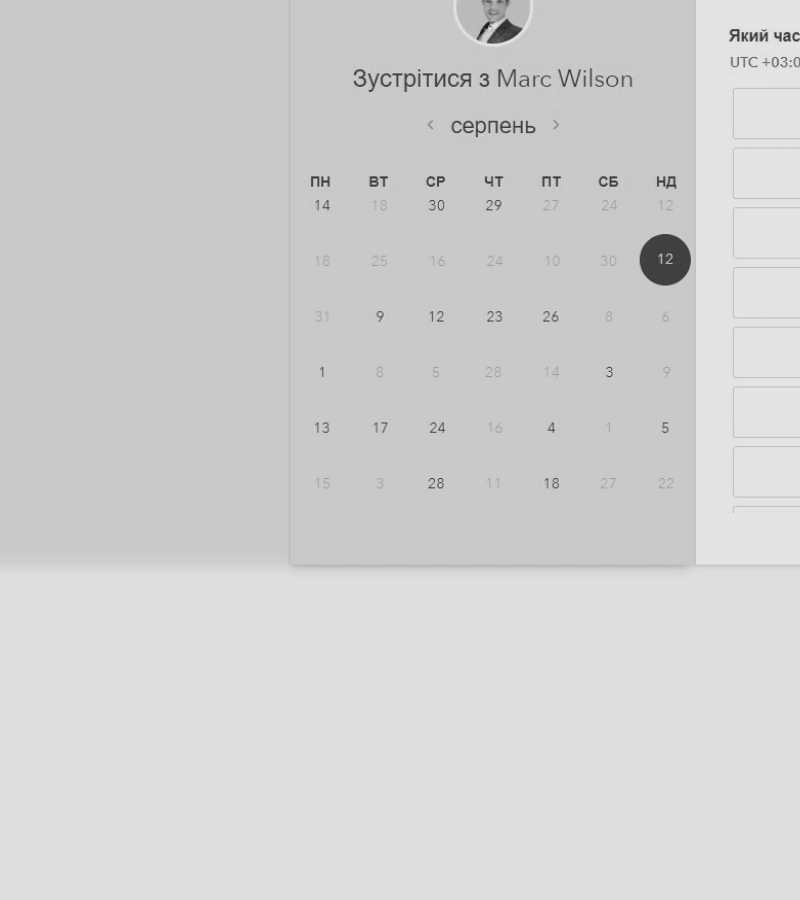 Зустрітися з Marc Wilson
серпень
ПН ВТ СР ЧТ ПТ СБ НД
14 18 30 29 27 24 12
18 25 16 24 10 30 12
31 9 12 23 26 8 6
1 8 5 28 14 3 9
13 17 24 16 4 1 5
15 3 28 11 18 27 22
Який час
UTC +03:0